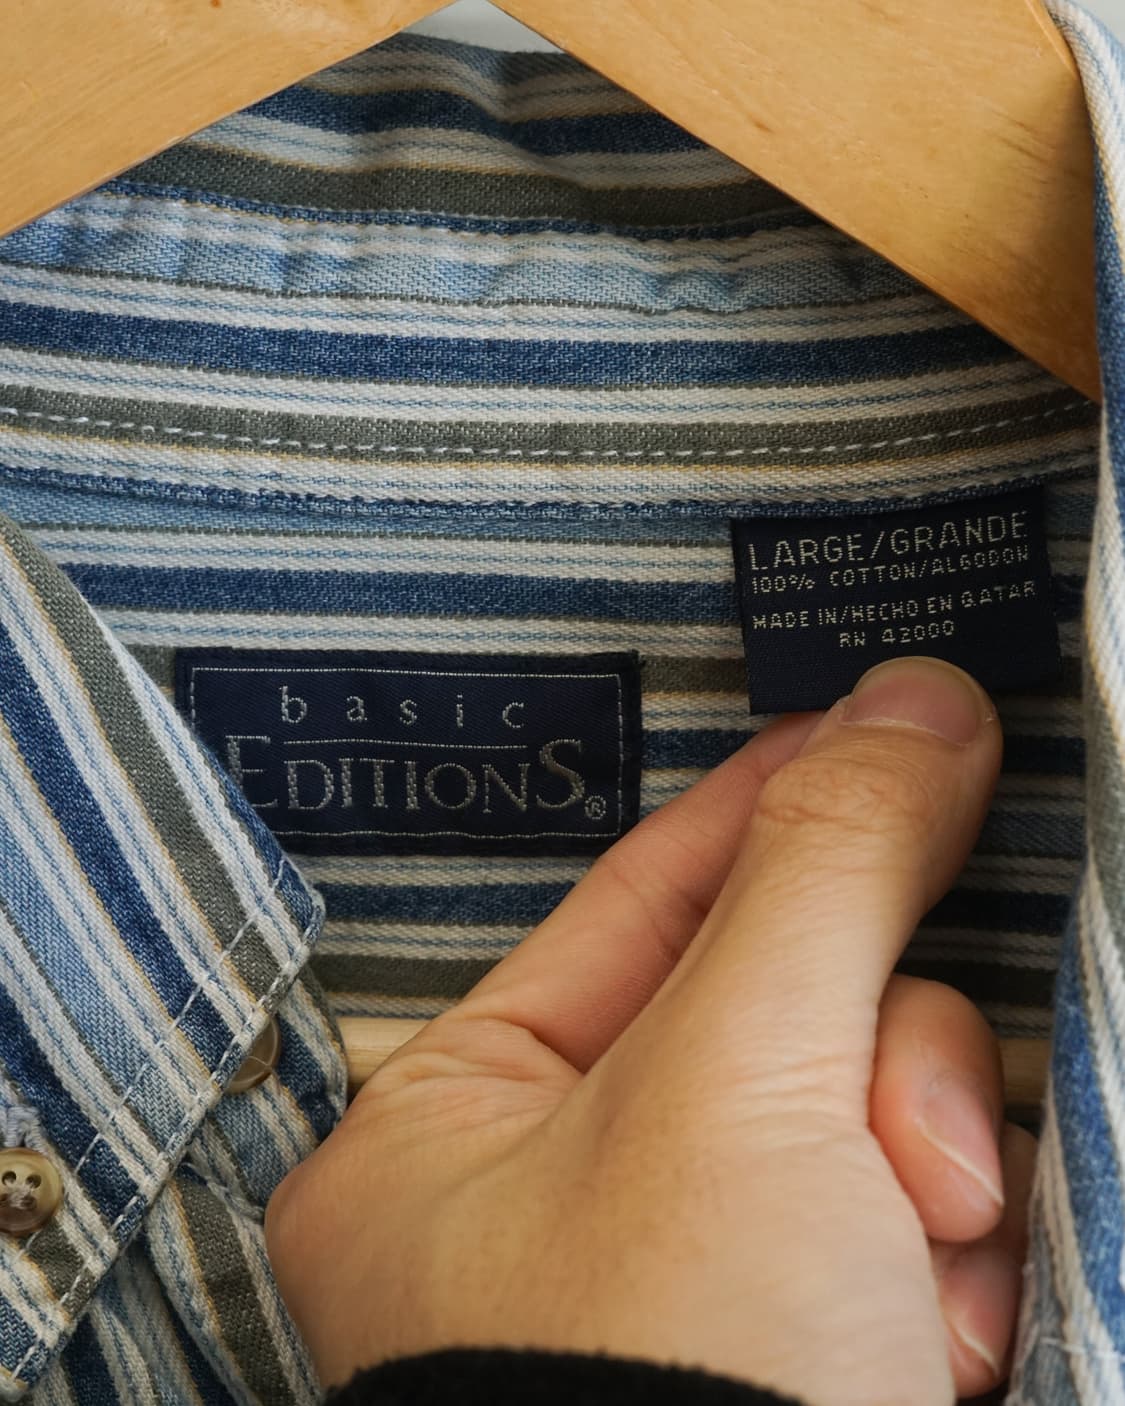 LARGE/GRANDE
100% COTTON/ALGODON
MADE IN/HECHO EN QATAR
RN 42000
basic
EDITIONS®